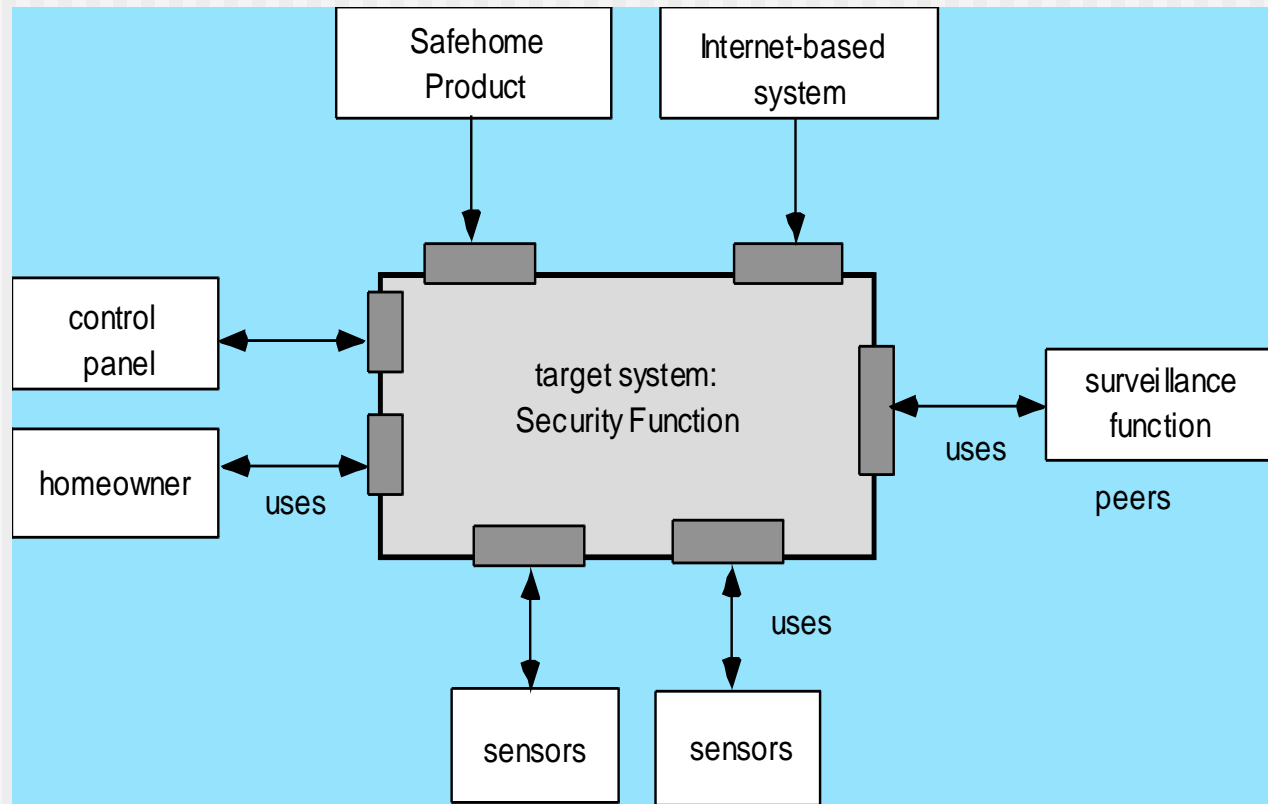 Safehome
Product
Internet-based
system
control
panel
target system:
Security Function
surveillance
function
homeowner
uses
uses
peers
uses
sensors
sensors